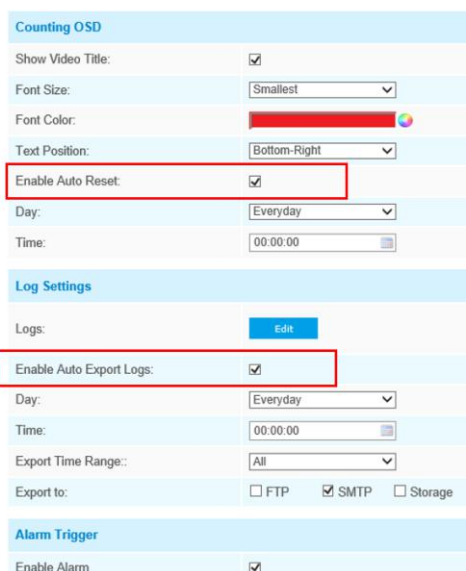 Counting OSD
Show Video Title:
Font Size: Smallest
Font Color:
Text Position: Bottom-Right
Enable Auto Reset:
Day: Everyday
Time: 00:00:00
Log Settings
Logs: Edit
Enable Auto Export Logs:
Day: Everyday
Time: 00:00:00
Export Time Range:: All
Export to: FTP SMTP Storage
Alarm Trigger
Enable Alarm